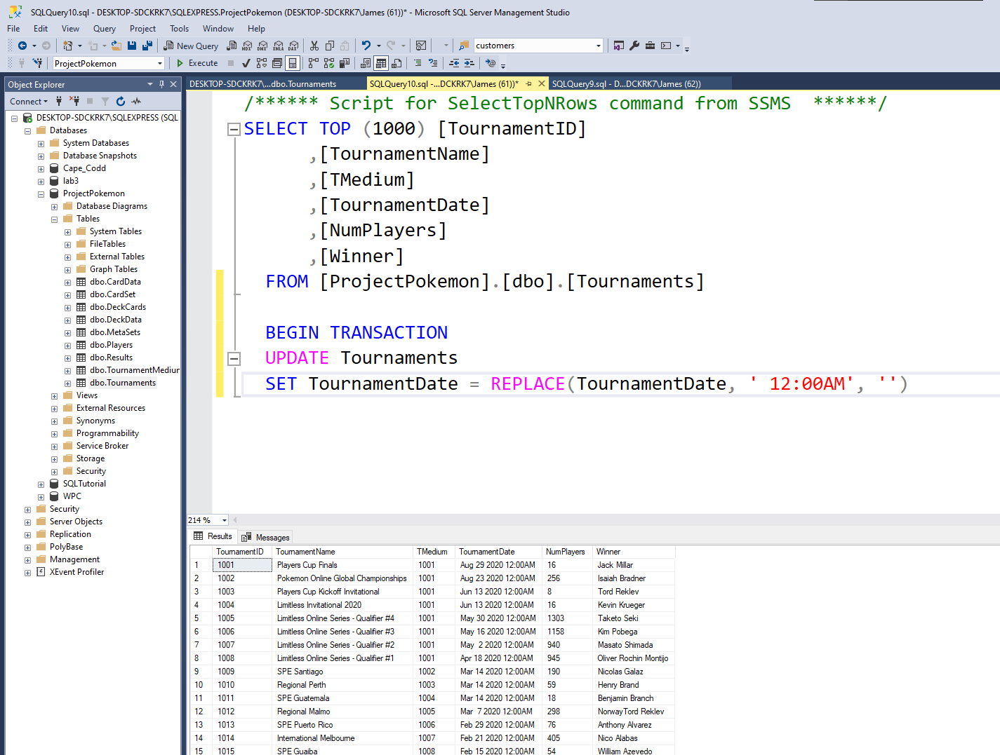 SQLQuery10.sql - DESKTOP-SDCKRK7\SQLEXPRESS.ProjectPokemon (DESKTOP-SDCKRK7\James (61))* - Microsoft SQL Server Management Studio
File Edit View Query Project Tools Window Help
New Query MDX DMX XMLA DAX customers
ProjectPokemon Execute
Object Explorer
Connect
DESKTOP-SDCKRK7\SQLEXPRESS (SQL
Databases
System Databases
Database Snapshots
Cape_Codd
lab3
ProjectPokemon
Database Diagrams
Tables
System Tables
FileTables
External Tables
Graph Tables
dbo.CardData
dbo.CardSet
dbo.DeckCards
dbo.DeckData
dbo.MetaSets
dbo.Players
dbo.Results
dbo.TournamentMediur
dbo.Tournaments
Views
External Resources
Synonyms
Programmability
Service Broker
Storage
Security
SQLTutorial
WPC
Security
Server Objects
Replication
PolyBase
Management
XEvent Profiler
DESKTOP-SDCKRK7\...dbo.Tournaments SQLQuery10.sql -...DCKRK7\James (61))* SQLQuery9.sql - D...DCKRK7\James (62))
/****** Script for SelectTopNRows command from SSMS  ******/
SELECT TOP (1000) [TournamentID]
,[TournamentName]
,[TMedium]
,[TournamentDate]
,[NumPlayers]
,[Winner]
FROM [ProjectPokemon].[dbo].[Tournaments]
BEGIN TRANSACTION
UPDATE Tournaments
SET TournamentDate = REPLACE(TournamentDate, ' 12:00AM', '')
214 %
Results Messages
TournamentID TournamentName TMedium TournamentDate NumPlayers Winner
1 1001 Players Cup Finals 1001 Aug 29 2020 12:00AM 16 Jack Millar
2 1002 Pokemon Online Global Championships 1001 Aug 23 2020 12:00AM 256 Isaiah Bradner
3 1003 Players Cup Kickoff Invitational 1001 Jun 13 2020 12:00AM 8 Tord Reklev
4 1004 Limitless Invitational 2020 1001 Jun 13 2020 12:00AM 16 Kevin Krueger
5 1005 Limitless Online Series - Qualifier #4 1001 May 30 2020 12:00AM 1303 Taketo Seki
6 1006 Limitless Online Series - Qualifier #3 1001 May 16 2020 12:00AM 1158 Kim Pobega
7 1007 Limitless Online Series - Qualifier #2 1001 May  2 2020 12:00AM 940 Masato Shimada
8 1008 Limitless Online Series - Qualifier #1 1001 Apr 18 2020 12:00AM 945 Oliver Rochin Montijo
9 1009 SPE Santiago 1002 Mar 14 2020 12:00AM 190 Nicolas Galaz
10 1010 Regional Perth 1003 Mar 14 2020 12:00AM 59 Henry Brand
11 1011 SPE Guatemala 1004 Mar 14 2020 12:00AM 18 Benjamin Branch
12 1012 Regional Malmo 1005 Mar  7 2020 12:00AM 298 NorwayTord Reklev
13 1013 SPE Puerto Rico 1006 Feb 29 2020 12:00AM 76 Anthony Alvarez
14 1014 International Melbourne 1007 Feb 21 2020 12:00AM 405 Nico Alabas
15 1015 SPE Guaiba 1008 Feb 15 2020 12:00AM 54 William Azevedo